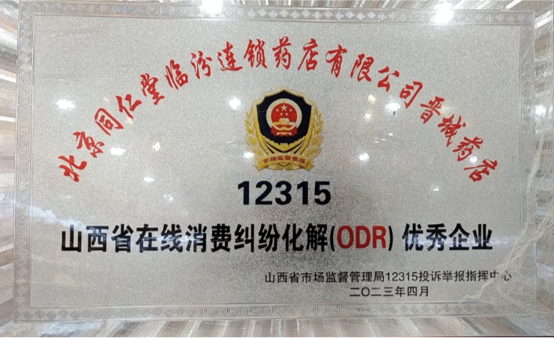 北京同仁堂临汾连锁药店有限公司晋城药店
市场监督管理
12315
山西省在线消费纠纷化解(ODR) 优秀企业
山西省市场监督管理局12315投诉举报指挥中心
二〇二三年四月